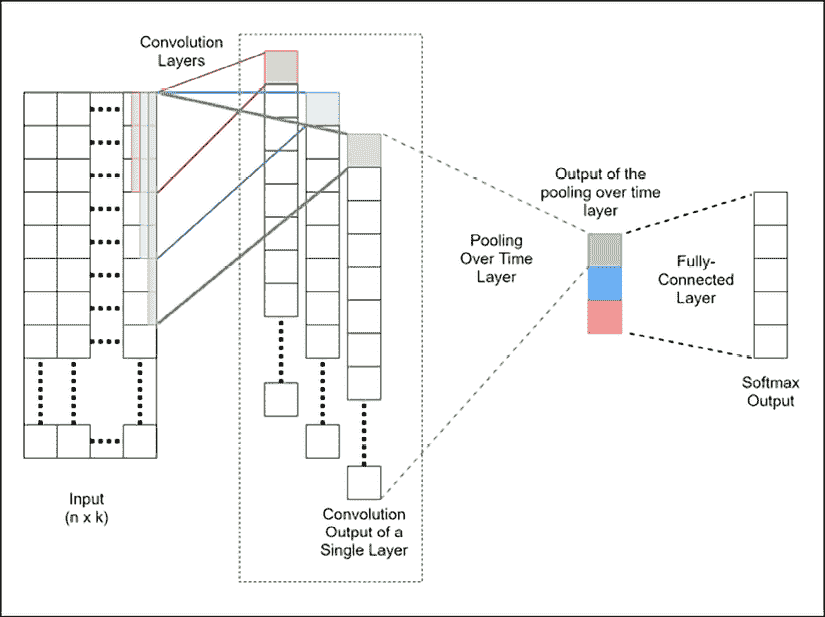 Convolution
Layers
Output of the
pooling over time
layer
Pooling
Over Time
Layer
Fully-
Connected
Layer
Softmax
Output
Input
(n x k)
Convolution
Output of a
Single Layer